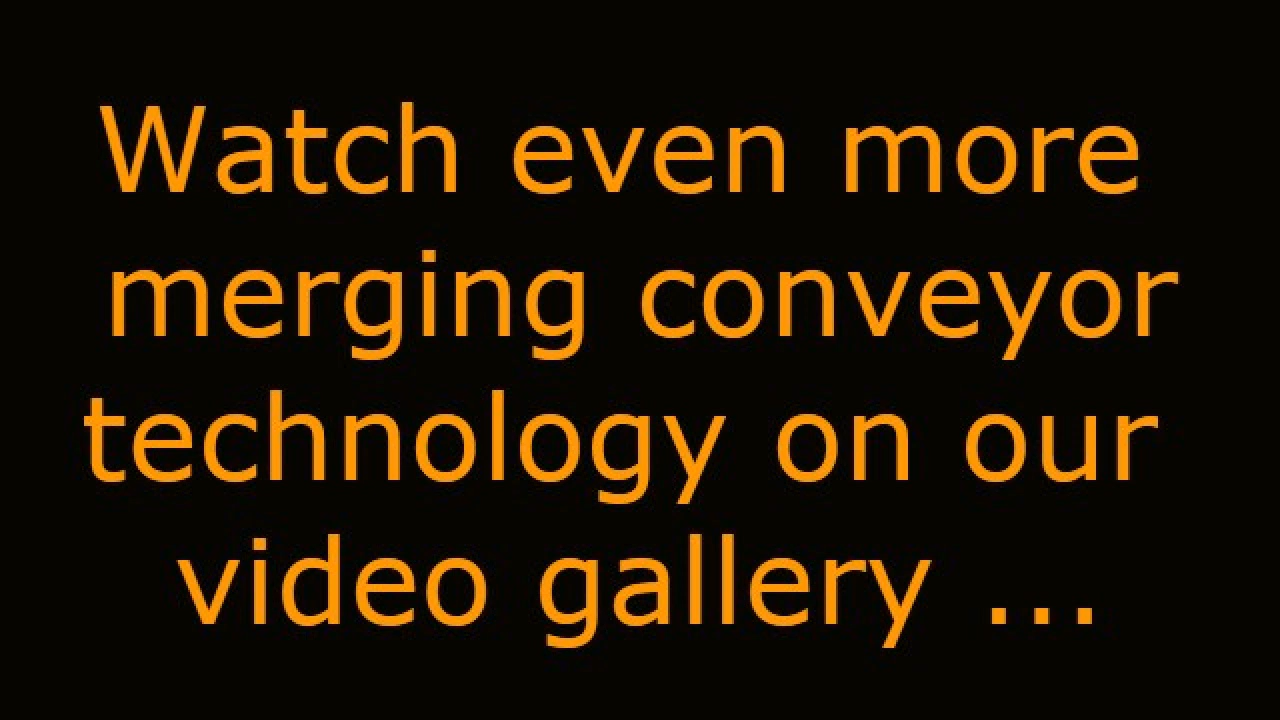 Watch even more
merging conveyor
technology on our
video gallery ...